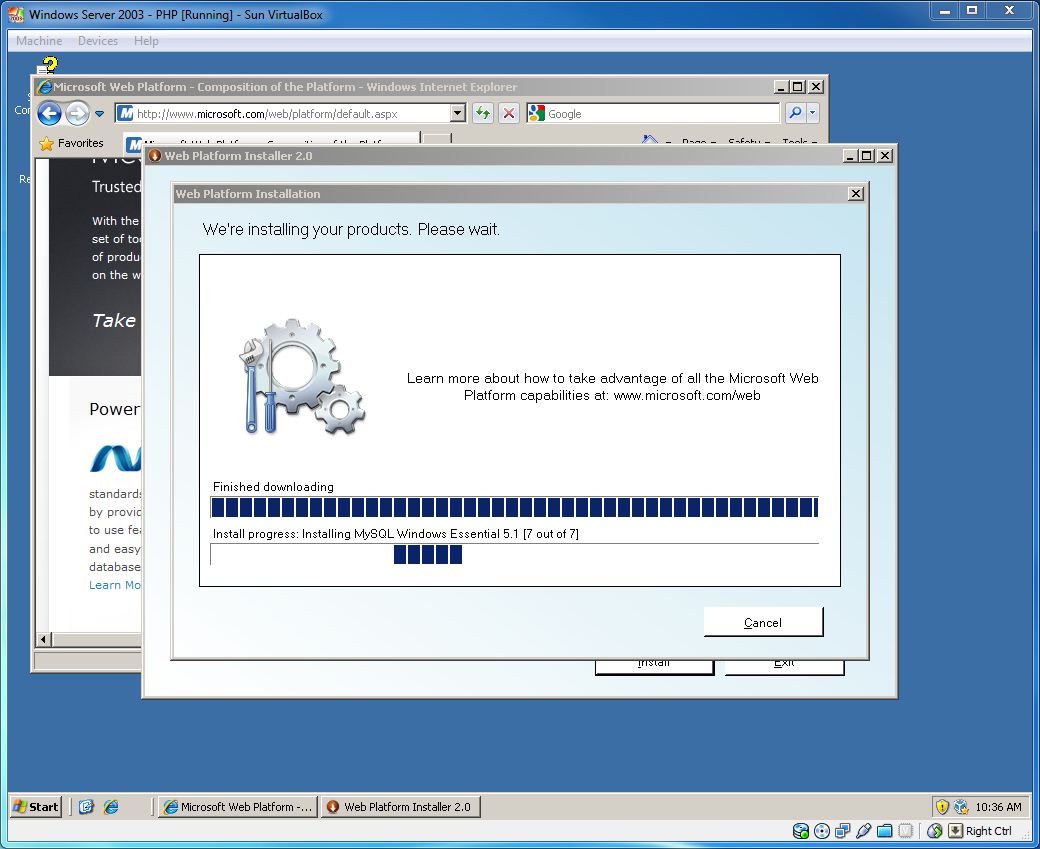 Windows Server 2003 - PHP [Running] - Sun VirtualBox
Machine Devices Help
Microsoft Web Platform - Composition of the Platform - Windows Internet Explorer
http://www.microsoft.com/web/platform/default.aspx
Google
Favorites
Web Platform Installer 2.0
Web Platform Installation
Trusted
We're installing your products. Please wait.
With the
set of to
of produ
on the w
Take
Learn more about how to take advantage of all the Microsoft Web
Platform capabilities at: www.microsoft.com/web
Power
Finished downloading
standards
by provid
to use fea
and easy
database
Learn Mo
Install progress: Installing MySQL Windows Essential 5.1 [7 out of 7]
Cancel
Install Exit
Start
Microsoft Web Platform -...
Web Platform Installer 2.0
10:36 AM
Right Ctrl